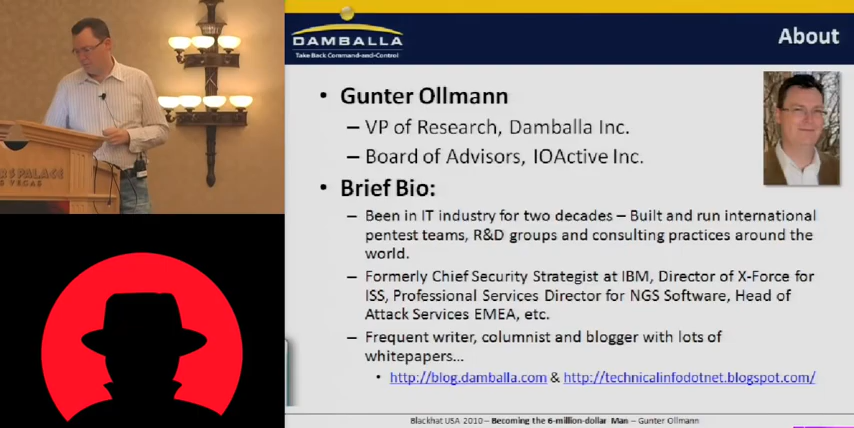 DAMBALLA
Take Back Command-and-Control
About
• Gunter Ollmann
– VP of Research, Damballa Inc.
– Board of Advisors, IOActive Inc.
• Brief Bio:
– Been in IT industry for two decades – Built and run international
pentest teams, R&D groups and consulting practices around the
world.
– Formerly Chief Security Strategist at IBM, Director of X-Force for
ISS, Professional Services Director for NGS Software, Head of
Attack Services EMEA, etc.
– Frequent writer, columnist and blogger with lots of
whitepapers…
• http://blog.damballa.com & http://technicalinfodotnet.blogspot.com/
Blackhat USA 2010 – Becoming the 6-million-dollar Man – Gunter Ollmann
PALACE
VEGAS